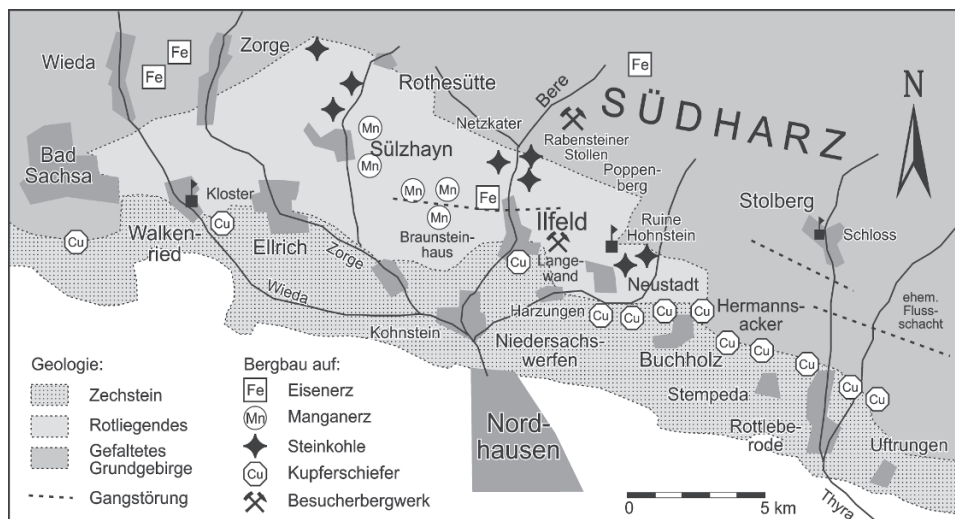 Wieda
Fe
Fe
Zorge
Rothesütte
Bere
Fe
SÜDHARZ
N
Netzkater
Rabensteiner
Stollen
Mn
Sülzhayn
Mn
Poppen-
berg
Bad
Sachsa
Stolberg
Kloster
Mn
Mn
Fe
Ruine
Hohnstein
Mn
Ilfeld
Schloss
Cu
Cu
Walken-
ried
Ellrich
Braunstein-
haus
Cu
Lange-
wand
Neustadt
Zorge
ehem.
Fluss-
schacht
Wieda
Harzungen
Cu
Cu
Cu
Cu
Hermanns-
acker
Kohnstein
Niedersachs-
werfen
Buchholz
Cu
Cu
Cu
Cu
Cu
Stempeda
Rottlebe-
rode
Uftrungen
Thyra
Nord-
hausen
Geologie:
Zechstein
Rotliegendes
Gefaltetes
Grundgebirge
Gangstörung
Bergbau auf:
Fe
Eisenerz
Mn
Manganerz
Steinkohle
Cu
Kupferschiefer
Besucherbergwerk
0
5 km